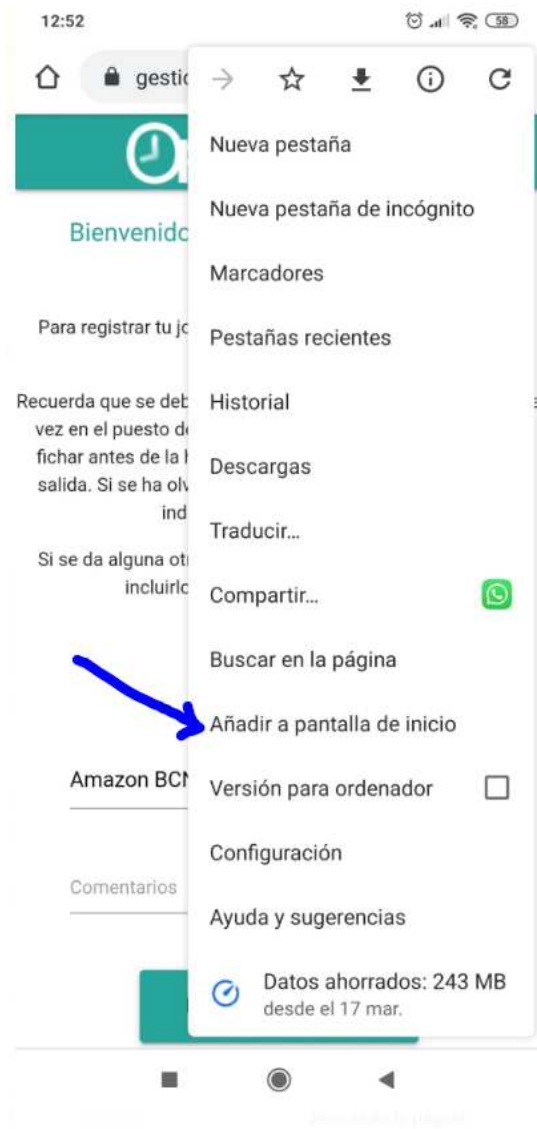 12:52
58
gestic
Nueva pestaña
Nueva pestaña de incógnito
Bienvenido
Marcadores
Para registrar tu jo
Pestañas recientes
Recuerda que se deb
Historial
vez en el puesto de
fichar antes de la h
Descargas
salida. Si se ha olv
ind
Traducir...
Si se da alguna otr
incluirlo
Compartir...
Buscar en la página
Añadir a pantalla de inicio
Amazon BCN
Versión para ordenador
Configuración
Comentarios
Ayuda y sugerencias
Datos ahorrados: 243 MB
desde el 17 mar.